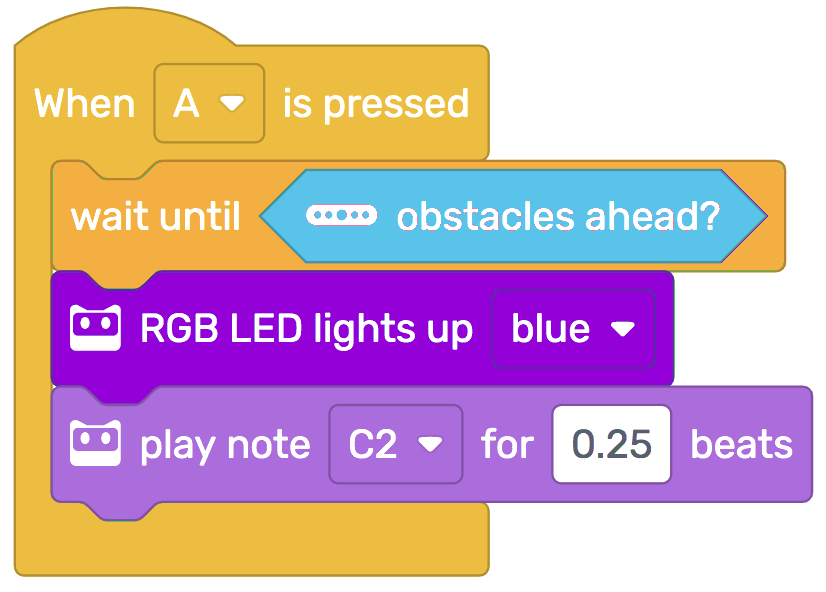 When A is pressed
wait until obstacles ahead?
RGB LED lights up blue
play note C2 for 0.25 beats